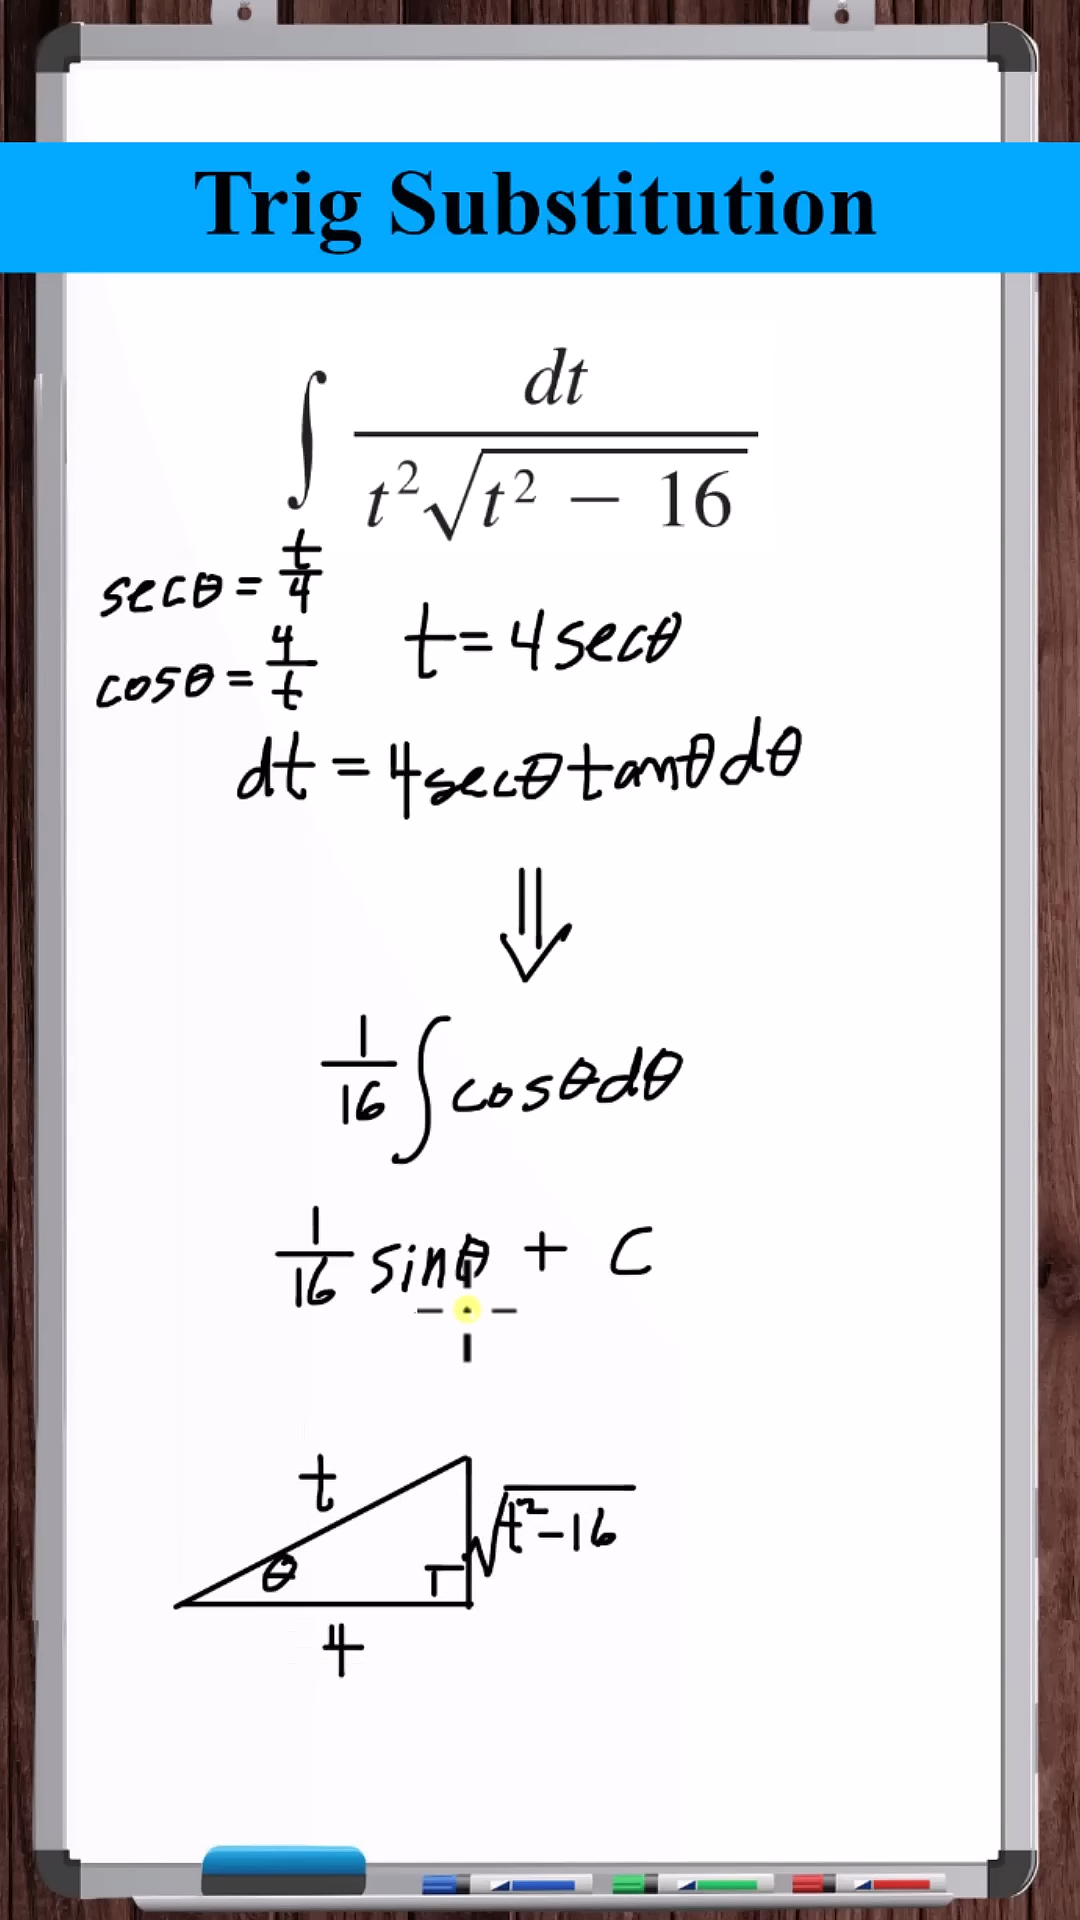 Trig Substitution
∫ dt / (t² √(t² − 16))
secθ = t/4
cosθ = 4/t
t = 4secθ
dt = 4secθtanθdθ
⇓
1/16 ∫cosθdθ
1/16 sinθ + C
t
√(t²−16)
θ
4